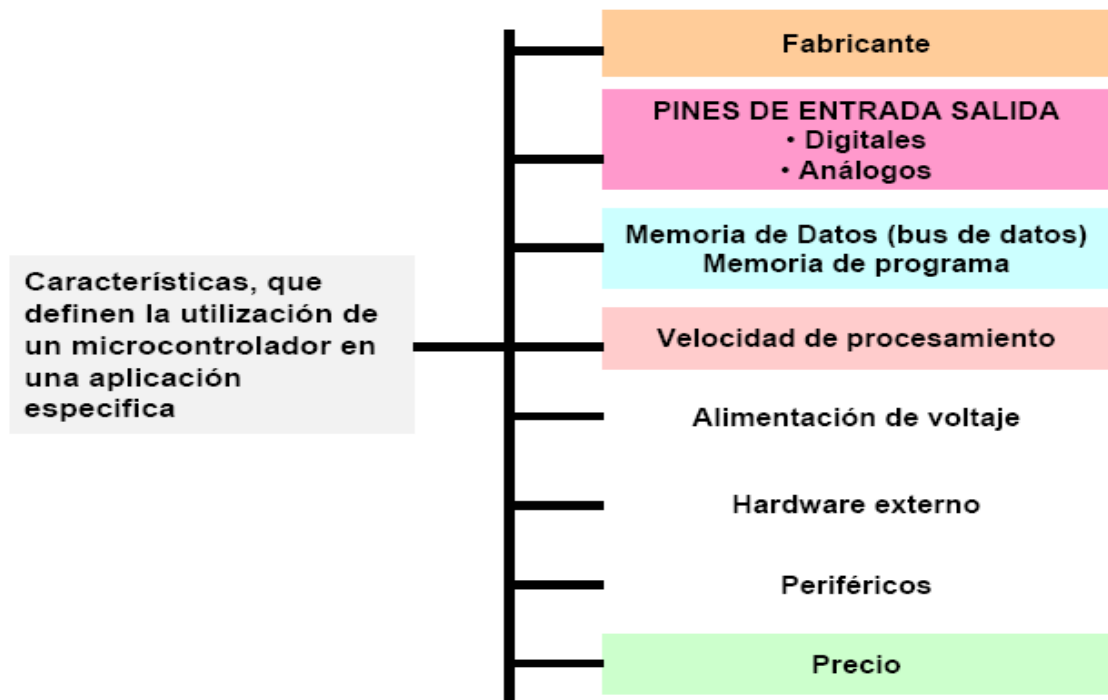 Características, que
definen la utilización de
un microcontrolador en
una aplicación
especifica
Fabricante
PINES DE ENTRADA SALIDA
• Digitales
• Análogos
Memoria de Datos (bus de datos)
Memoria de programa
Velocidad de procesamiento
Alimentación de voltaje
Hardware externo
Periféricos
Precio